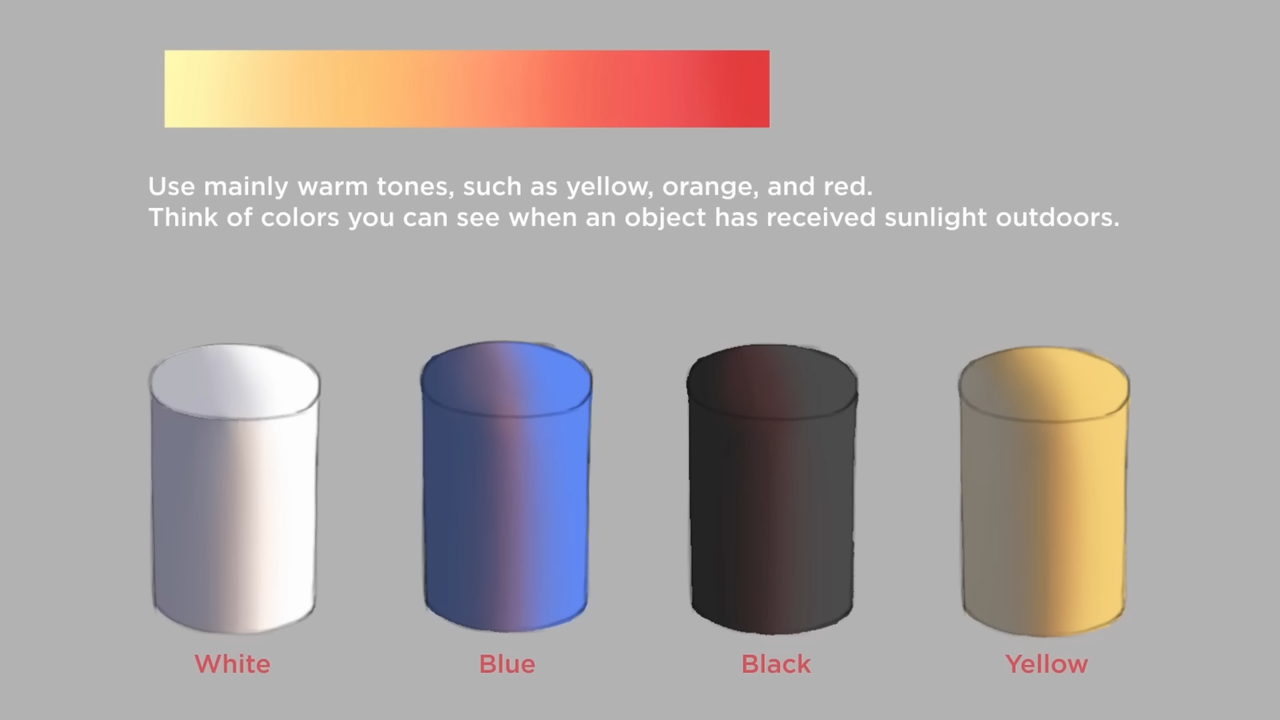 Use mainly warm tones, such as yellow, orange, and red.
Think of colors you can see when an object has received sunlight outdoors.
White
Blue
Black
Yellow